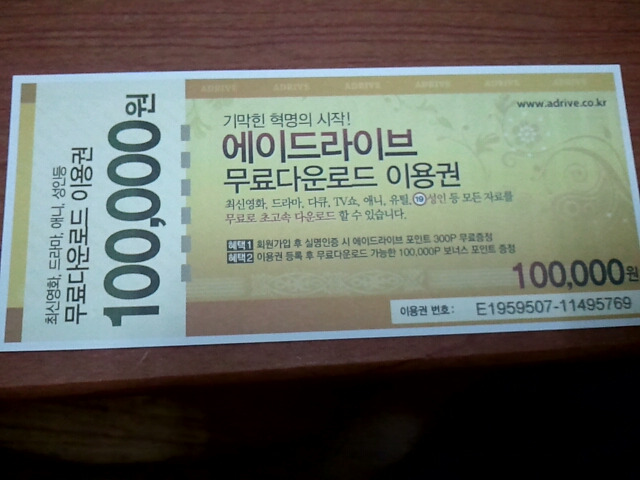 최신영화, 드라마, 애니, 성인등
무료다운로드 이용권
100,000원
ADRIVE ADRIVE ADRIVE ADRIVE ADRIVE ADRIVE
www.adrive.co.kr
기막힌 혁명의 시작!
에이드라이브
무료다운로드 이용권
최신영화, 드라마, 다큐, TV쇼, 애니, 유틸, 19 성인 등 모든 자료를
무료로 초고속 다운로드 할 수 있습니다.
혜택1 회원가입 후 실명인증 시 에이드라이브 포인트 300P 무료증정
혜택2 이용권 등록 후 무료다운로드 가능한 100,000P 보너스 포인트 증정
100,000원
이용권 번호: E1959507-11495769